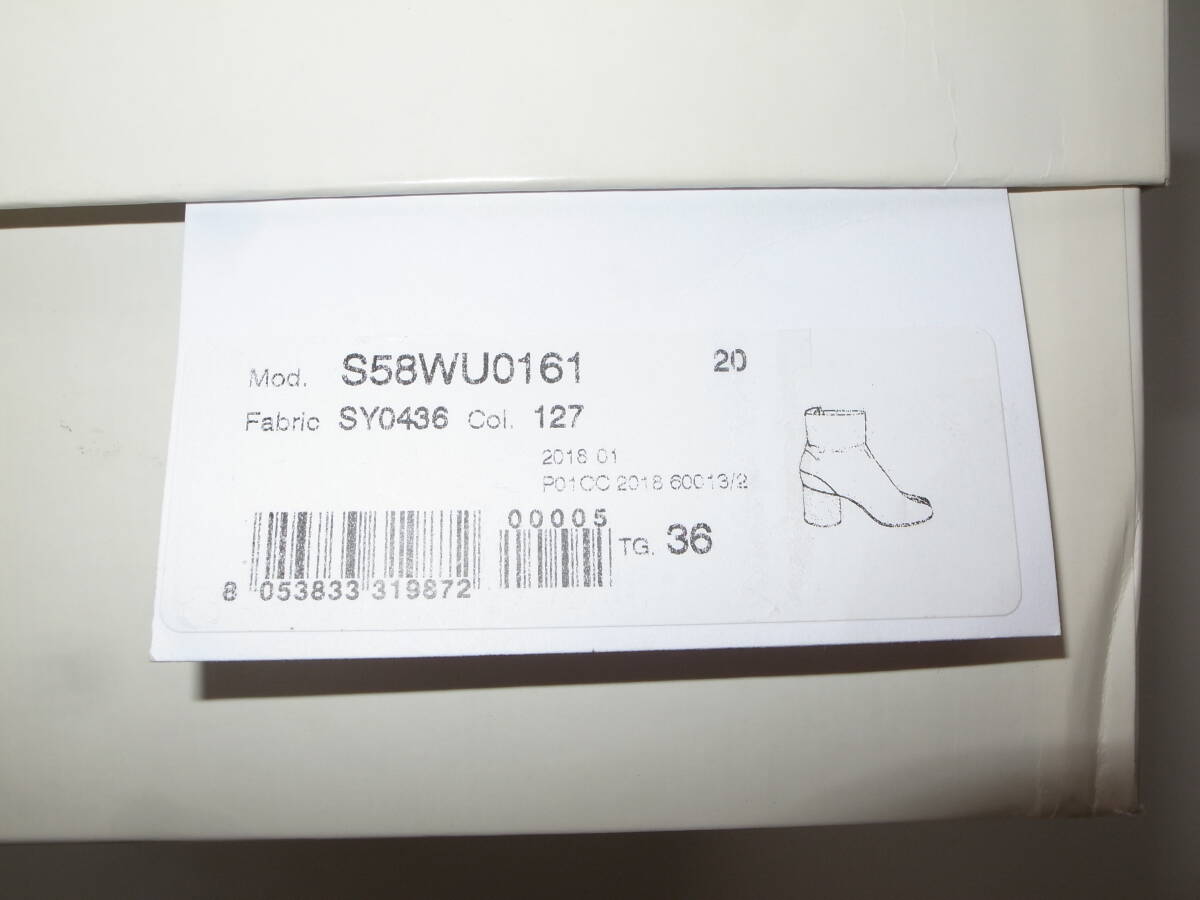 Mod. S58WU0161 20
Fabric SY0436 Col. 127
2018 01
P01CC 2018 60013/2
00005
TG. 36
8 053833 319872